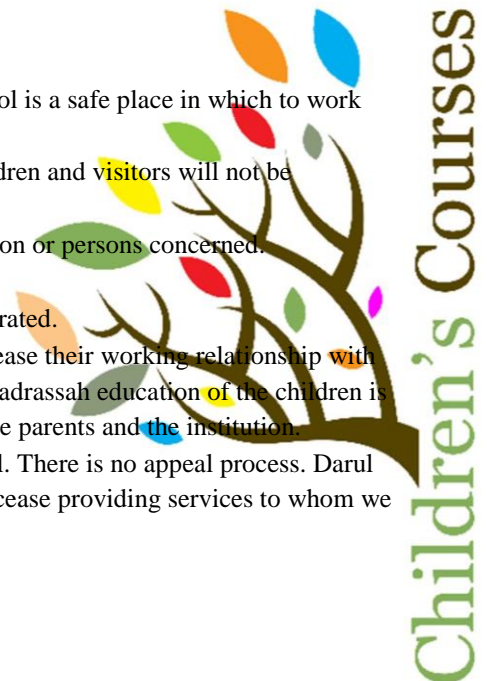 ol is a safe place in which to work
dren and visitors will not be
on or persons concerned.
rated.
ease their working relationship with
adrassah education of the children is
e parents and the institution.
l. There is no appeal process. Darul
cease providing services to whom we
Children's Courses